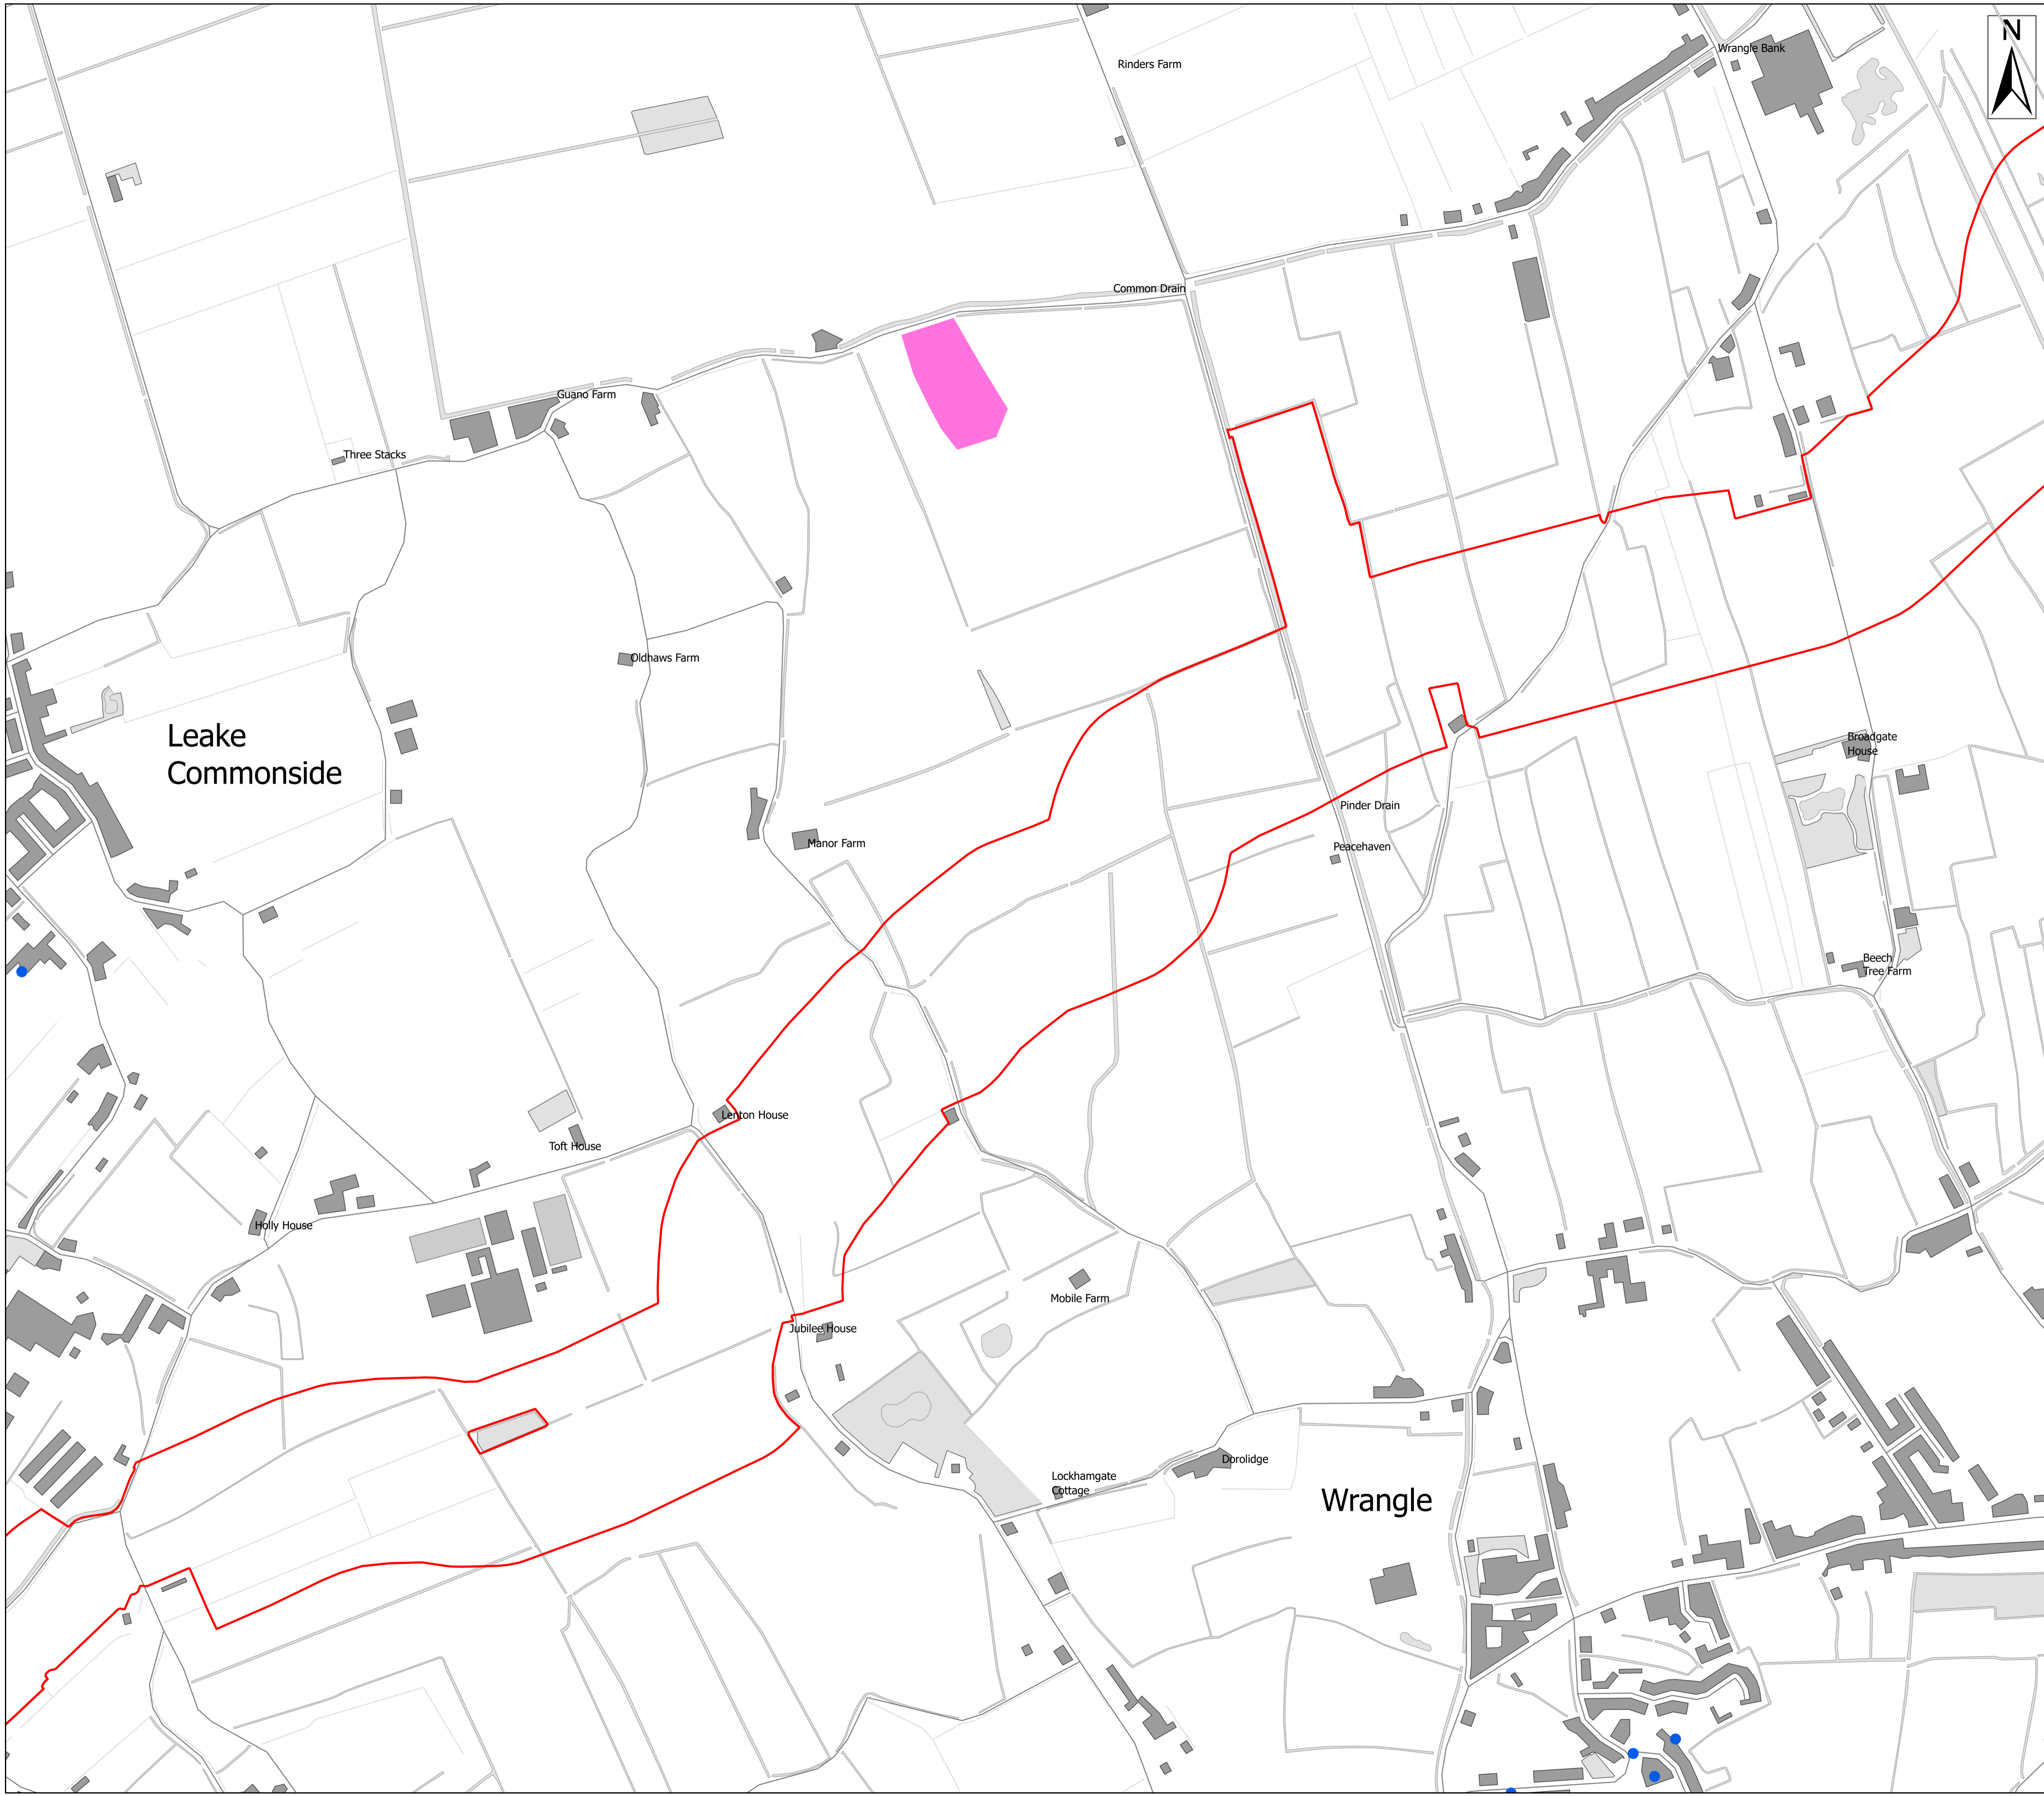 N
Wrangle Bank
Rinders Farm
Common Drain
Guano Farm
Three Stacks
Oldhaws Farm
Leake
Commonside
Broadgate
House
Pinder Drain
Manor Farm
Peacehaven
Beech
Tree Farm
Lenton House
Toft House
Holly House
Mobile Farm
Jubilee House
Dorolidge
Lockhamgate
Cottage
Wrangle